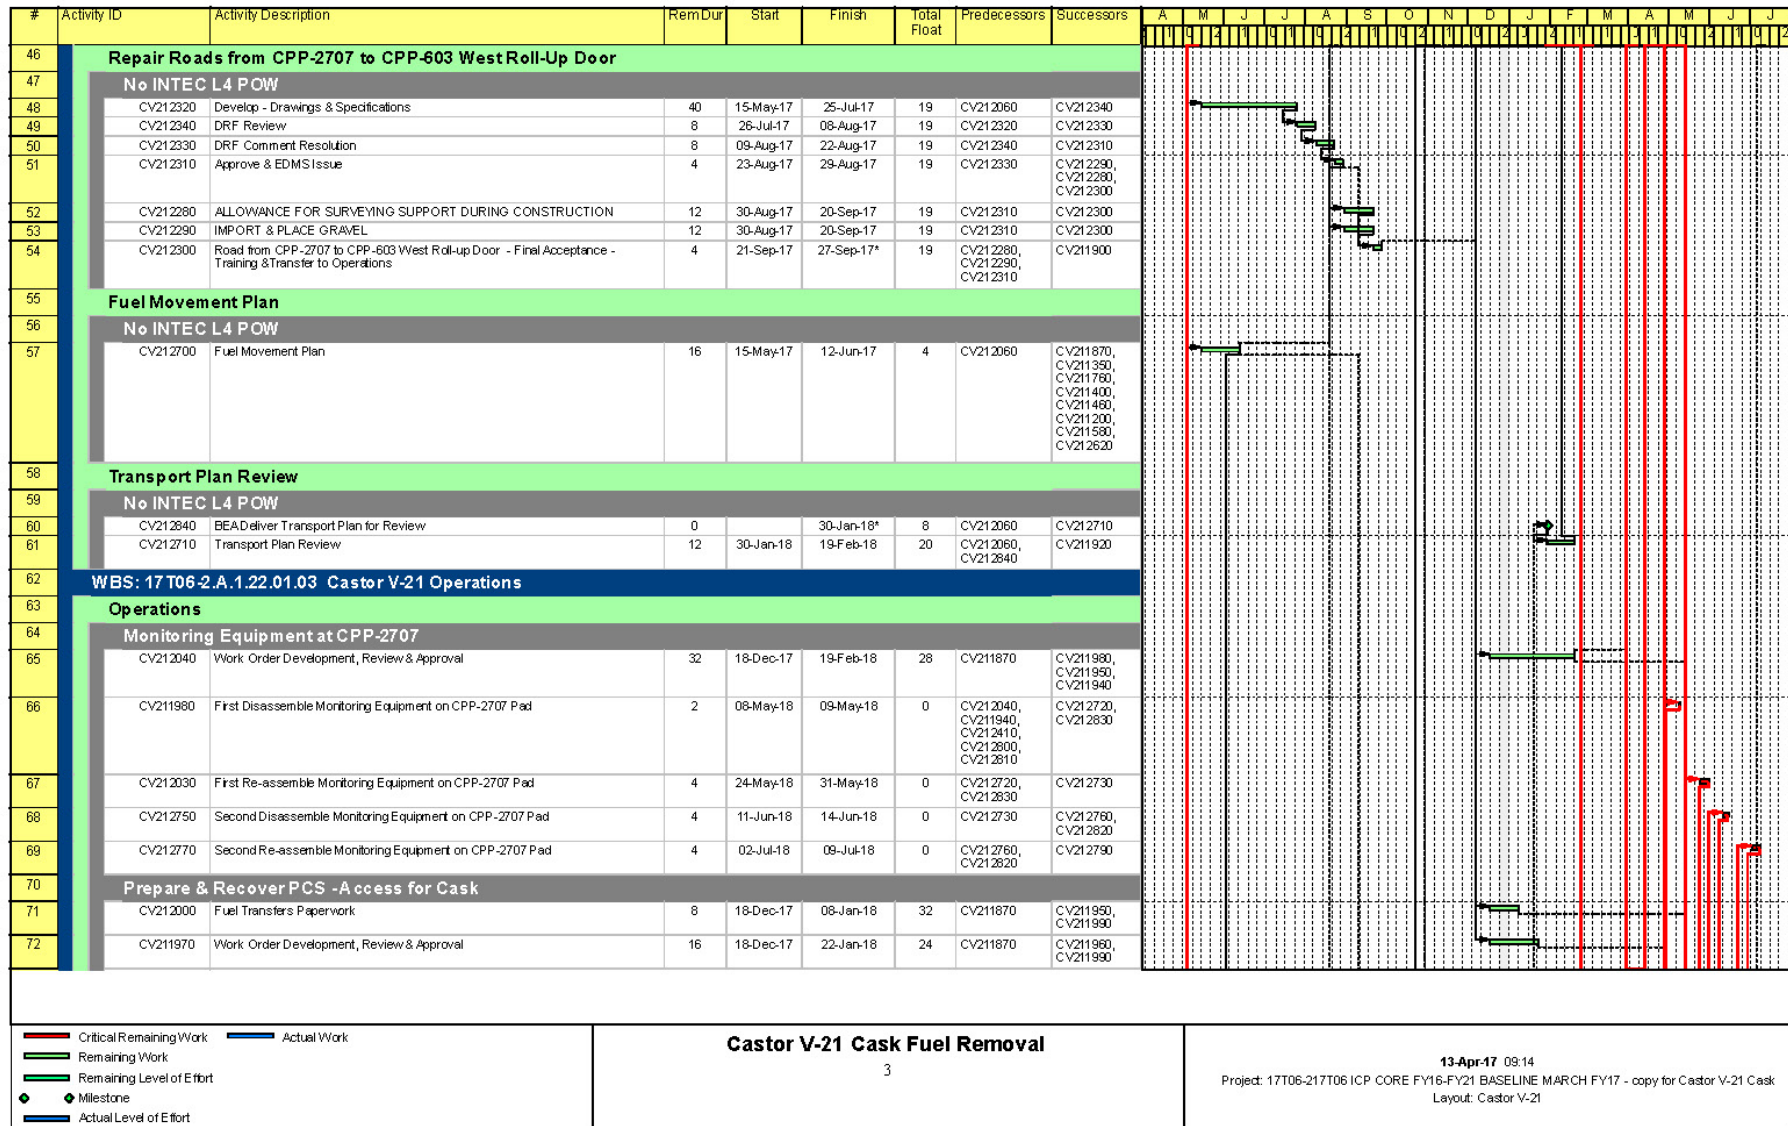 # Activity ID Activity Description RemDur Start Finish Total Float Predecessors Successors A M J J A S O N D J F M A M J J
46 Repair Roads from CPP-2707 to CPP-603 West Roll-Up Door
47 No INTEC L4 POW
48 CV212320 Develop - Drawings & Specifications 40 15-May-17 25-Jul-17 19 CV212060 CV212340
49 CV212340 DRF Review 8 26-Jul-17 08-Aug-17 19 CV212320 CV212330
50 CV212330 DRF Comment Resolution 8 09-Aug-17 22-Aug-17 19 CV212340 CV212310
51 CV212310 Approve & EDMS Issue 4 23-Aug-17 29-Aug-17 19 CV212330 CV212290,
CV212280,
CV212300
52 CV212280 ALLOWANCE FOR SURVEYING SUPPORT DURING CONSTRUCTION 12 30-Aug-17 20-Sep-17 19 CV212310 CV212300
53 CV212290 IMPORT & PLACE GRAVEL 12 30-Aug-17 20-Sep-17 19 CV212310 CV212300
54 CV212300 Road from CPP-2707 to CPP-603 West Roll-up Door - Final Acceptance - 4 21-Sep-17 27-Sep-17* 19 CV212280, CV211900
Training & Transfer to Operations CV212290,
CV212310
55 Fuel Movement Plan
56 No INTEC L4 POW
57 CV212700 Fuel Movement Plan 16 15-May-17 12-Jun-17 4 CV212060 CV211870,
CV211350,
CV211760,
CV211400,
CV211460,
CV211200,
CV211580,
CV212620
58 Transport Plan Review
59 No INTEC L4 POW
60 CV212840 BEA Deliver Transport Plan for Review 0 30-Jan-18* 8 CV212060 CV212710
61 CV212710 Transport Plan Review 12 30-Jan-18 19-Feb-18 20 CV212060, CV211920
CV212840
62 WBS: 17T06-2.A.1.22.01.03 Castor V-21 Operations
63 Operations
64 Monitoring Equipment at CPP-2707
65 CV212040 Work Order Development, Review & Approval 32 18-Dec-17 19-Feb-18 28 CV211870 CV211980,
CV211950,
CV211940
66 CV211980 First Disassemble Monitoring Equipment on CPP-2707 Pad 2 08-May-18 09-May-18 0 CV212040, CV212720,
CV211940, CV212830
CV212410,
CV212800,
CV212810
67 CV212030 First Re-assemble Monitoring Equipment on CPP-2707 Pad 4 24-May-18 31-May-18 0 CV212720, CV212730
CV212830
68 CV212750 Second Disassemble Monitoring Equipment on CPP-2707 Pad 4 11-Jun-18 14-Jun-18 0 CV212730 CV212760,
CV212820
69 CV212770 Second Re-assemble Monitoring Equipment on CPP-2707 Pad 4 02-Jul-18 09-Jul-18 0 CV212760, CV212790
CV212820
70 Prepare & Recover PCS -Access for Cask
71 CV212000 Fuel Transfers Paperwork 8 18-Dec-17 08-Jan-18 32 CV211870 CV211950,
CV211990
72 CV211970 Work Order Development, Review & Approval 16 18-Dec-17 22-Jan-18 24 CV211870 CV211960,
CV211990
Critical Remaining Work Actual Work
Remaining Work
Remaining Level of Effort
Milestone
Actual Level of Effort
Castor V-21 Cask Fuel Removal
3
13-Apr-17 09:14
Project: 17T06-217T06 ICP CORE FY16-FY21 BASELINE MARCH FY17 - copy for Castor V-21 Cask
Layout: Castor V-21